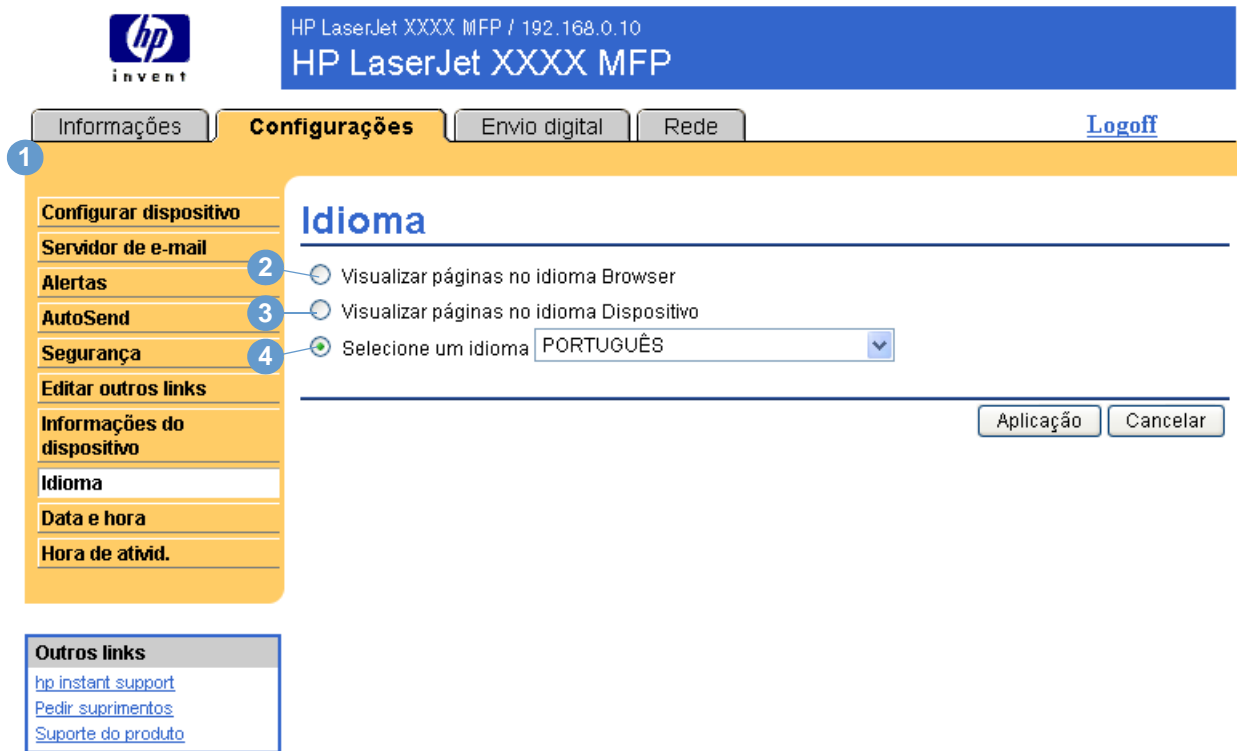 hp
invent
HP LaserJet XXXX MFP / 192.168.0.10
HP LaserJet XXXX MFP
Informações
Configurações
Envio digital
Rede
Logoff
1
Configurar dispositivo
Servidor de e-mail
Alertas
AutoSend
Segurança
Editar outros links
Informações do
dispositivo
Idioma
Data e hora
Hora de ativid.
Outros links
hp instant support
Pedir suprimentos
Suporte do produto
Idioma
2 Visualizar páginas no idioma Browser
3 Visualizar páginas no idioma Dispositivo
4 Selecione um idioma PORTUGUÊS
Aplicação Cancelar